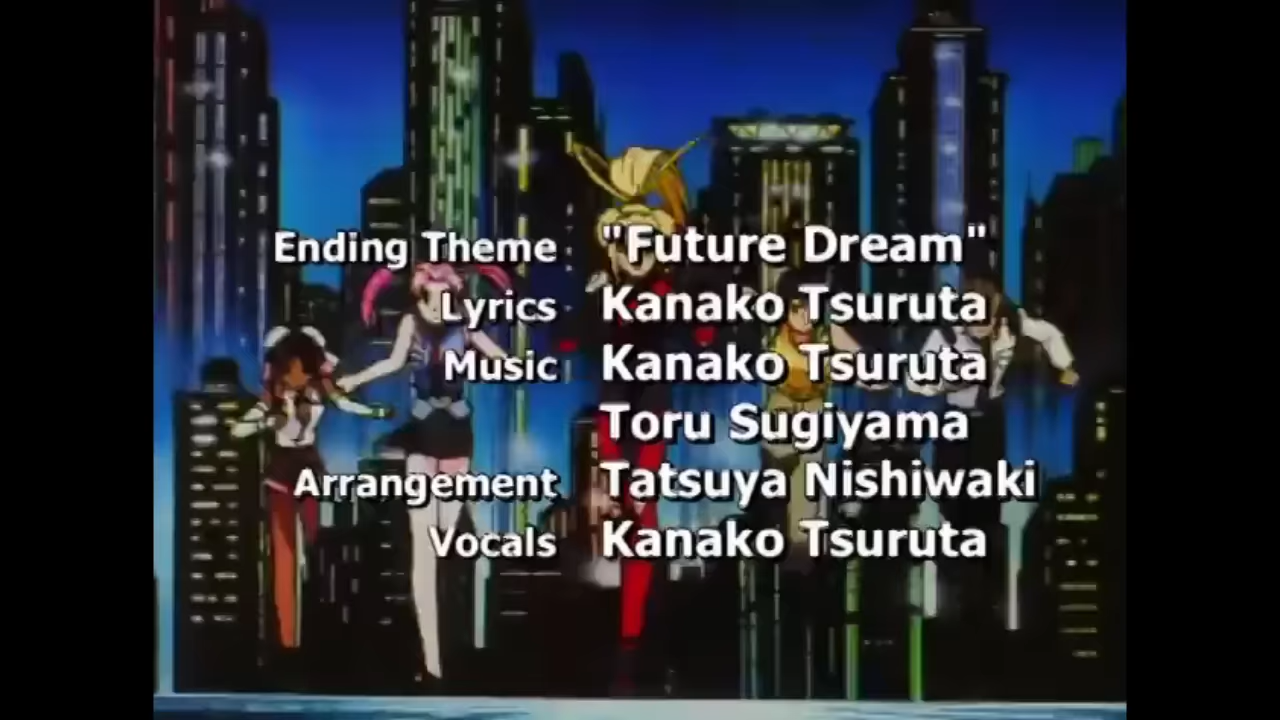 Ending Theme "Future Dream"
Lyrics Kanako Tsuruta
Music Kanako Tsuruta
Toru Sugiyama
Arrangement Tatsuya Nishiwaki
Vocals Kanako Tsuruta